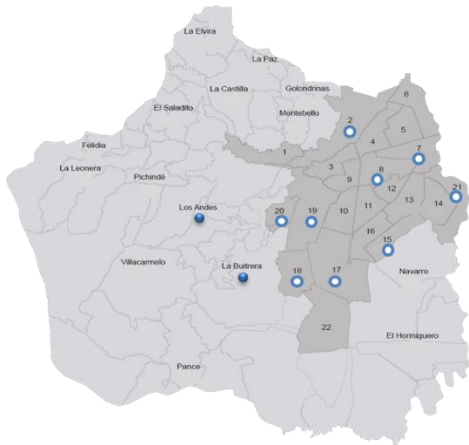 La Elvira
La Paz
La Castilla
Golondrinas
6
El Saladito
Montebello
2
5
4
Felidia
1
7
La Leonera
3
8
Pichindé
9
12
21
Los Andes
11
13
14
20
19
10
16
15
Villacarmelo
La Buitrera
18
17
Navarro
22
El Hormiguero
Pance